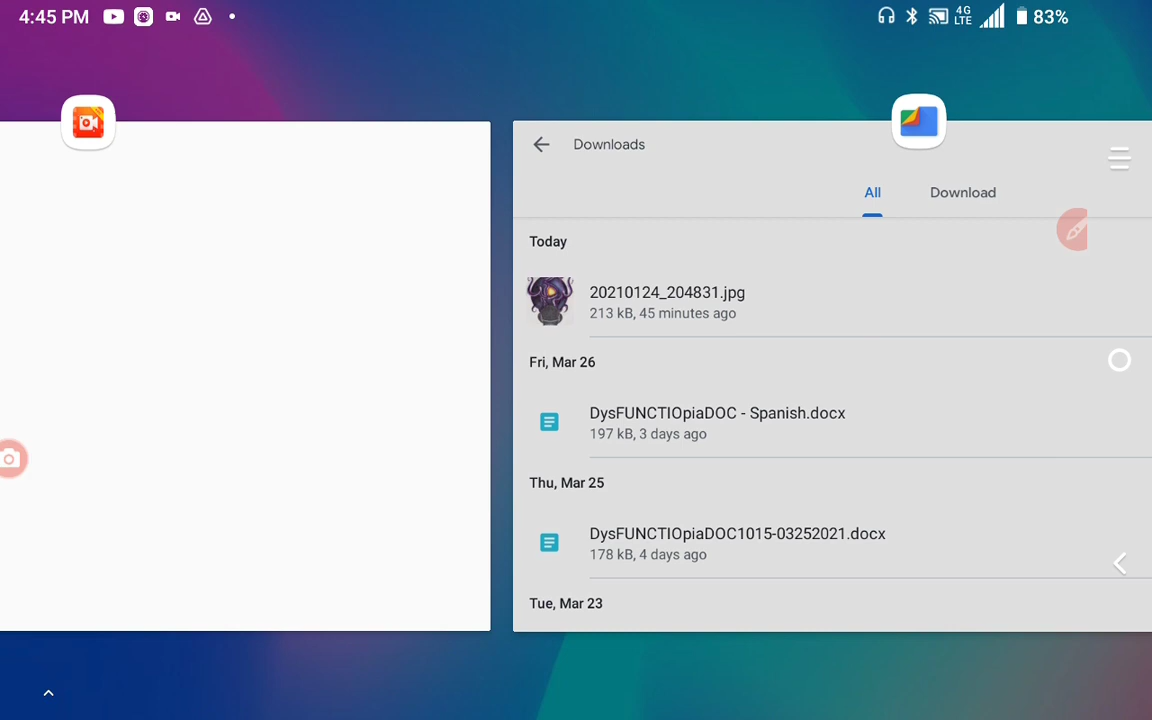 4:45 PM
4G
LTE
83%
Downloads
All
Download
Today
20210124_204831.jpg
213 kB, 45 minutes ago
Fri, Mar 26
DysFUNCTIOpiaDOC - Spanish.docx
197 kB, 3 days ago
Thu, Mar 25
DysFUNCTIOpiaDOC1015-03252021.docx
178 kB, 4 days ago
Tue, Mar 23